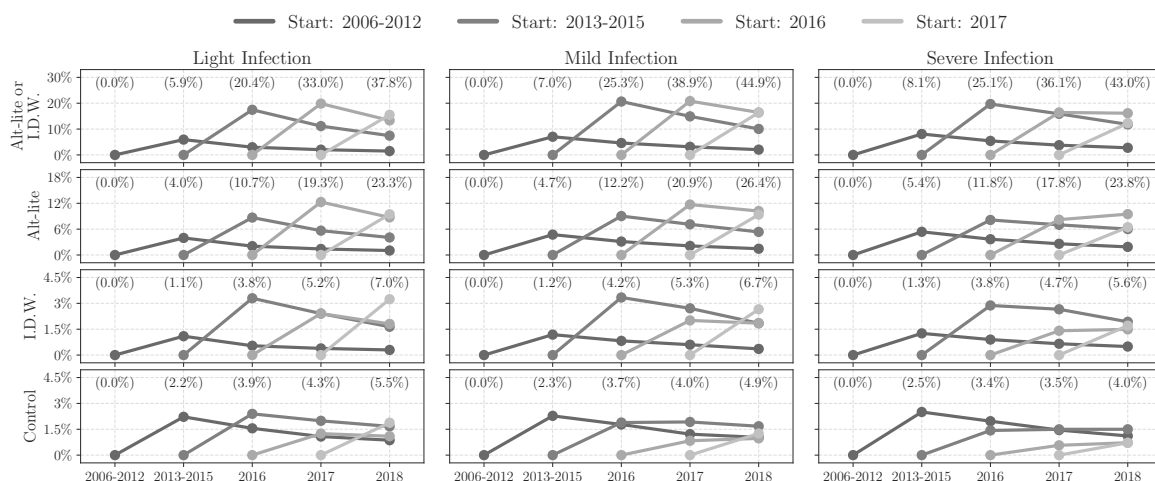 Start: 2006-2012 Start: 2013-2015 Start: 2016 Start: 2017
Light Infection Mild Infection Severe Infection
Alt-lite or
I.D.W.
30%
20%
10%
0%
(0.0%) (5.9%) (20.4%) (33.0%) (37.8%)
(0.0%) (7.0%) (25.3%) (38.9%) (44.9%)
(0.0%) (8.1%) (25.1%) (36.1%) (43.0%)
Alt-lite
18%
12%
6%
0%
(0.0%) (4.0%) (10.7%) (19.3%) (23.3%)
(0.0%) (4.7%) (12.2%) (20.9%) (26.4%)
(0.0%) (5.4%) (11.8%) (17.8%) (23.8%)
I.D.W.
4.5%
3%
1.5%
0%
(0.0%) (1.1%) (3.8%) (5.2%) (7.0%)
(0.0%) (1.2%) (4.2%) (5.3%) (6.7%)
(0.0%) (1.3%) (3.8%) (4.7%) (5.6%)
Control
4.5%
3%
1.5%
0%
(0.0%) (2.2%) (3.9%) (4.3%) (5.5%)
(0.0%) (2.3%) (3.7%) (4.0%) (4.9%)
(0.0%) (2.5%) (3.4%) (3.5%) (4.0%)
2006-2012 2013-2015 2016 2017 2018
2006-2012 2013-2015 2016 2017 2018
2006-2012 2013-2015 2016 2017 2018